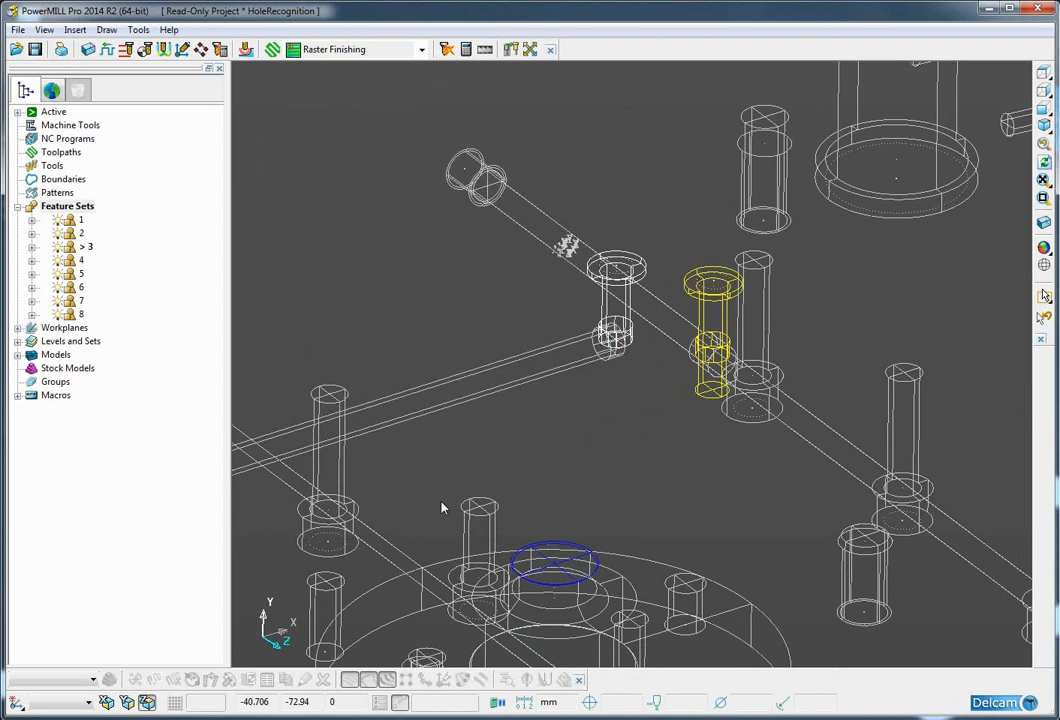 PowerMILL Pro 2014 R2 (64-bit)    [ Read-Only Project * HoleRecognition ]
File View Insert Draw Tools Help
Raster Finishing
Active
Machine Tools
NC Programs
Toolpaths
Tools
Boundaries
Patterns
Feature Sets
1
2
> 3
4
5
6
7
8
Workplanes
Levels and Sets
Models
Stock Models
Groups
Macros
Y
X
Z
-40.706 -72.94 0 mm
Delcam